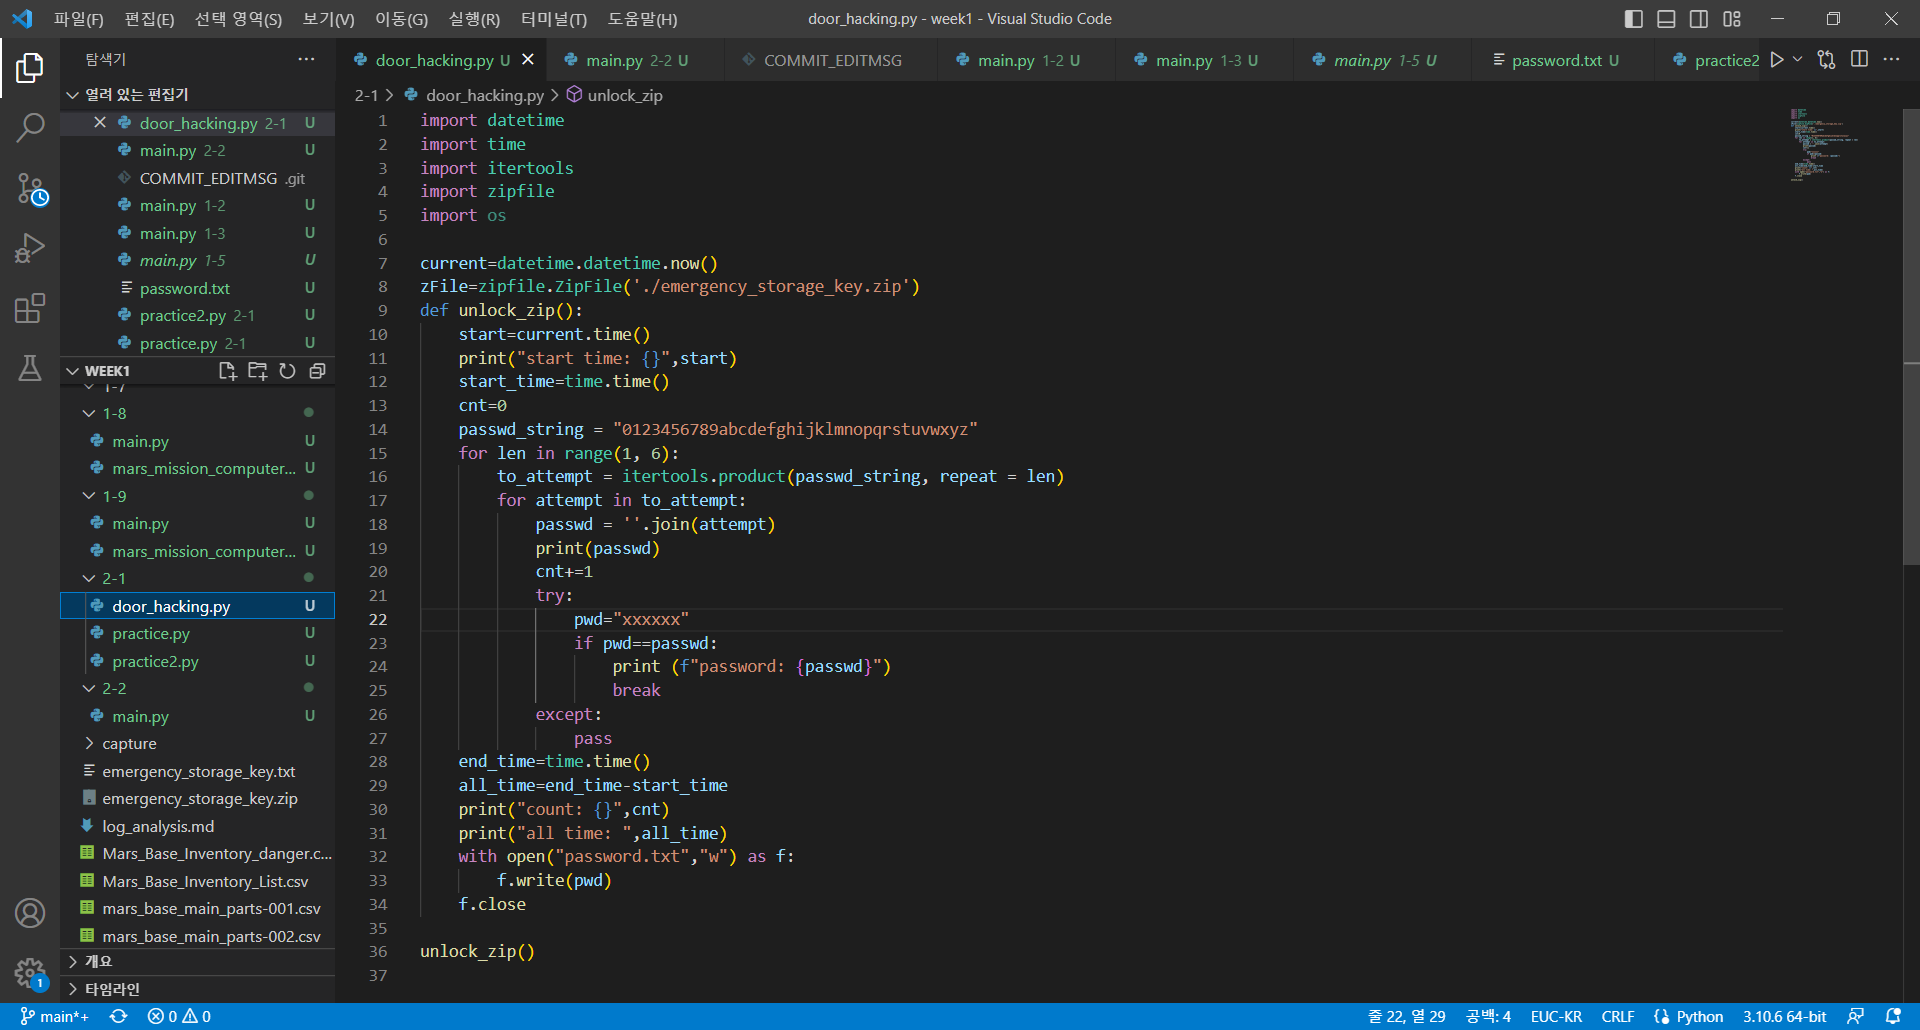 파일(F) 편집(E) 선택 영역(S) 보기(V) 이동(G) 실행(R) 터미널(T) 도움말(H) door_hacking.py - week1 - Visual Studio Code
탐색기
열려 있는 편집기
door_hacking.py 2-1 U
main.py 2-2 U
COMMIT_EDITMSG .git
main.py 1-2 U
main.py 1-3 U
main.py 1-5 U
password.txt U
practice2.py 2-1 U
practice.py 2-1 U
WEEK1
1-7
1-8
main.py U
mars_mission_computer... U
1-9
main.py U
mars_mission_computer... U
2-1
door_hacking.py U
practice.py U
practice2.py U
2-2
main.py U
capture
emergency_storage_key.txt
emergency_storage_key.zip
log_analysis.md
Mars_Base_Inventory_danger.c...
Mars_Base_Inventory_List.csv
mars_base_main_parts-001.csv
mars_base_main_parts-002.csv
개요
타임라인
door_hacking.py U main.py 2-2 U COMMIT_EDITMSG main.py 1-2 U main.py 1-3 U main.py 1-5 U password.txt U practice2
2-1 > door_hacking.py > unlock_zip
1 import datetime
2 import time
3 import itertools
4 import zipfile
5 import os
6
7 current=datetime.datetime.now()
8 zFile=zipfile.ZipFile('./emergency_storage_key.zip')
9 def unlock_zip():
10     start=current.time()
11     print("start time: {}",start)
12     start_time=time.time()
13     cnt=0
14     passwd_string = "0123456789abcdefghijklmnopqrstuvwxyz"
15     for len in range(1, 6):
16         to_attempt = itertools.product(passwd_string, repeat = len)
17         for attempt in to_attempt:
18             passwd = ''.join(attempt)
19             print(passwd)
20             cnt+=1
21             try:
22                 pwd="xxxxxx"
23                 if pwd==passwd:
24                     print (f"password: {passwd}")
25                     break
26             except:
27                 pass
28     end_time=time.time()
29     all_time=end_time-start_time
30     print("count: {}",cnt)
31     print("all time: ",all_time)
32     with open("password.txt","w") as f:
33         f.write(pwd)
34     f.close
35
36 unlock_zip()
37
1
main*+ 0 0 줄 22, 열 29 공백: 4 EUC-KR CRLF Python 3.10.6 64-bit